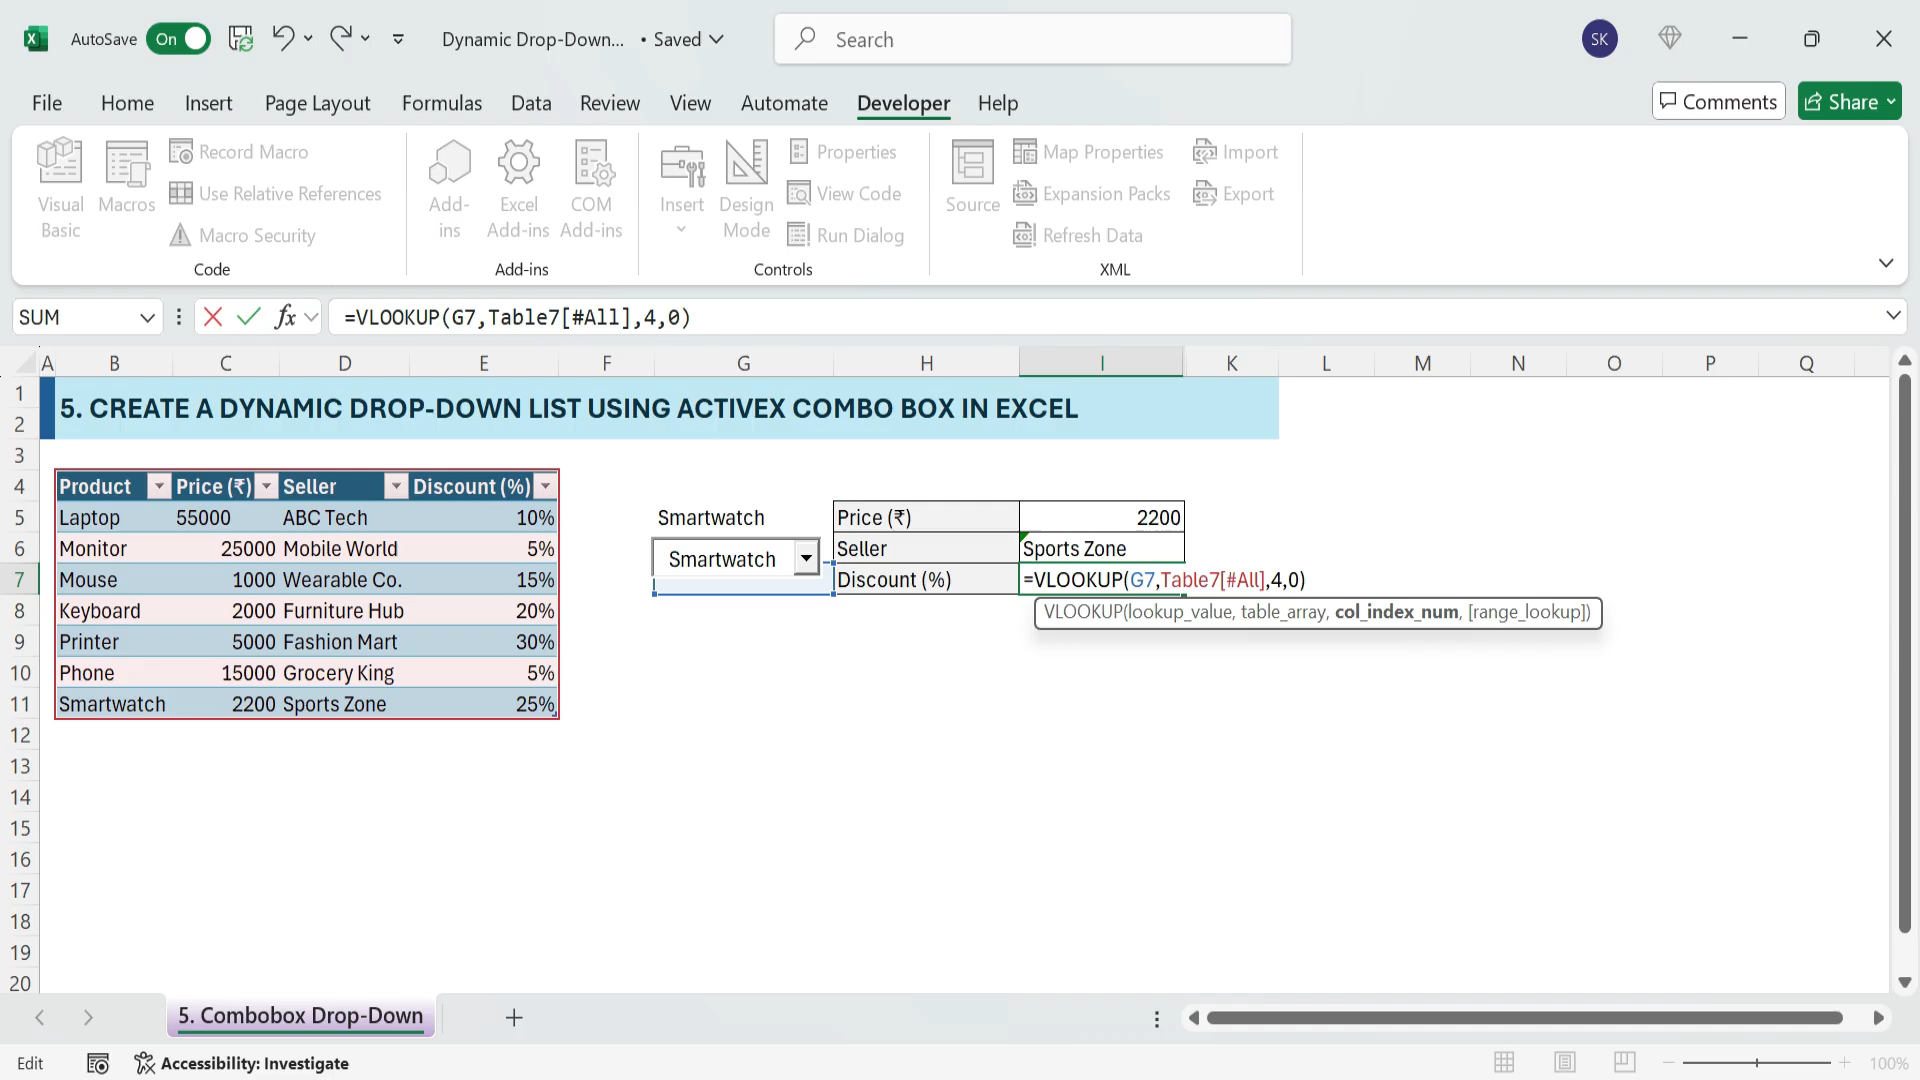 AutoSave On Dynamic Drop-Down... • Saved Search SK
File Home Insert Page Layout Formulas Data Review View Automate Developer Help Comments Share
Visual Basic
Macros
Record Macro
Use Relative References
Macro Security
Code
Add-ins
Excel Add-ins
COM Add-ins
Add-ins
Insert
Design Mode
Properties
View Code
Run Dialog
Controls
Source
Map Properties
Expansion Packs
Refresh Data
Import
Export
XML
SUM fx =VLOOKUP(G7,Table7[#All],4,0)
A B C D E F G H I K L M N O P Q
1
5. CREATE A DYNAMIC DROP-DOWN LIST USING ACTIVEX COMBO BOX IN EXCEL
2
3
4 Product Price (₹) Seller Discount (%)
5 Laptop 55000 ABC Tech 10% Smartwatch Price (₹) 2200
6 Monitor 25000 Mobile World 5% Smartwatch Seller Sports Zone
7 Mouse 1000 Wearable Co. 15% Discount (%) =VLOOKUP(G7,Table7[#All],4,0)
8 Keyboard 2000 Furniture Hub 20% VLOOKUP(lookup_value, table_array, col_index_num, [range_lookup])
9 Printer 5000 Fashion Mart 30%
10 Phone 15000 Grocery King 5%
11 Smartwatch 2200 Sports Zone 25%
12
13
14
15
16
17
18
19
20
5. Combobox Drop-Down
Edit Accessibility: Investigate 100%